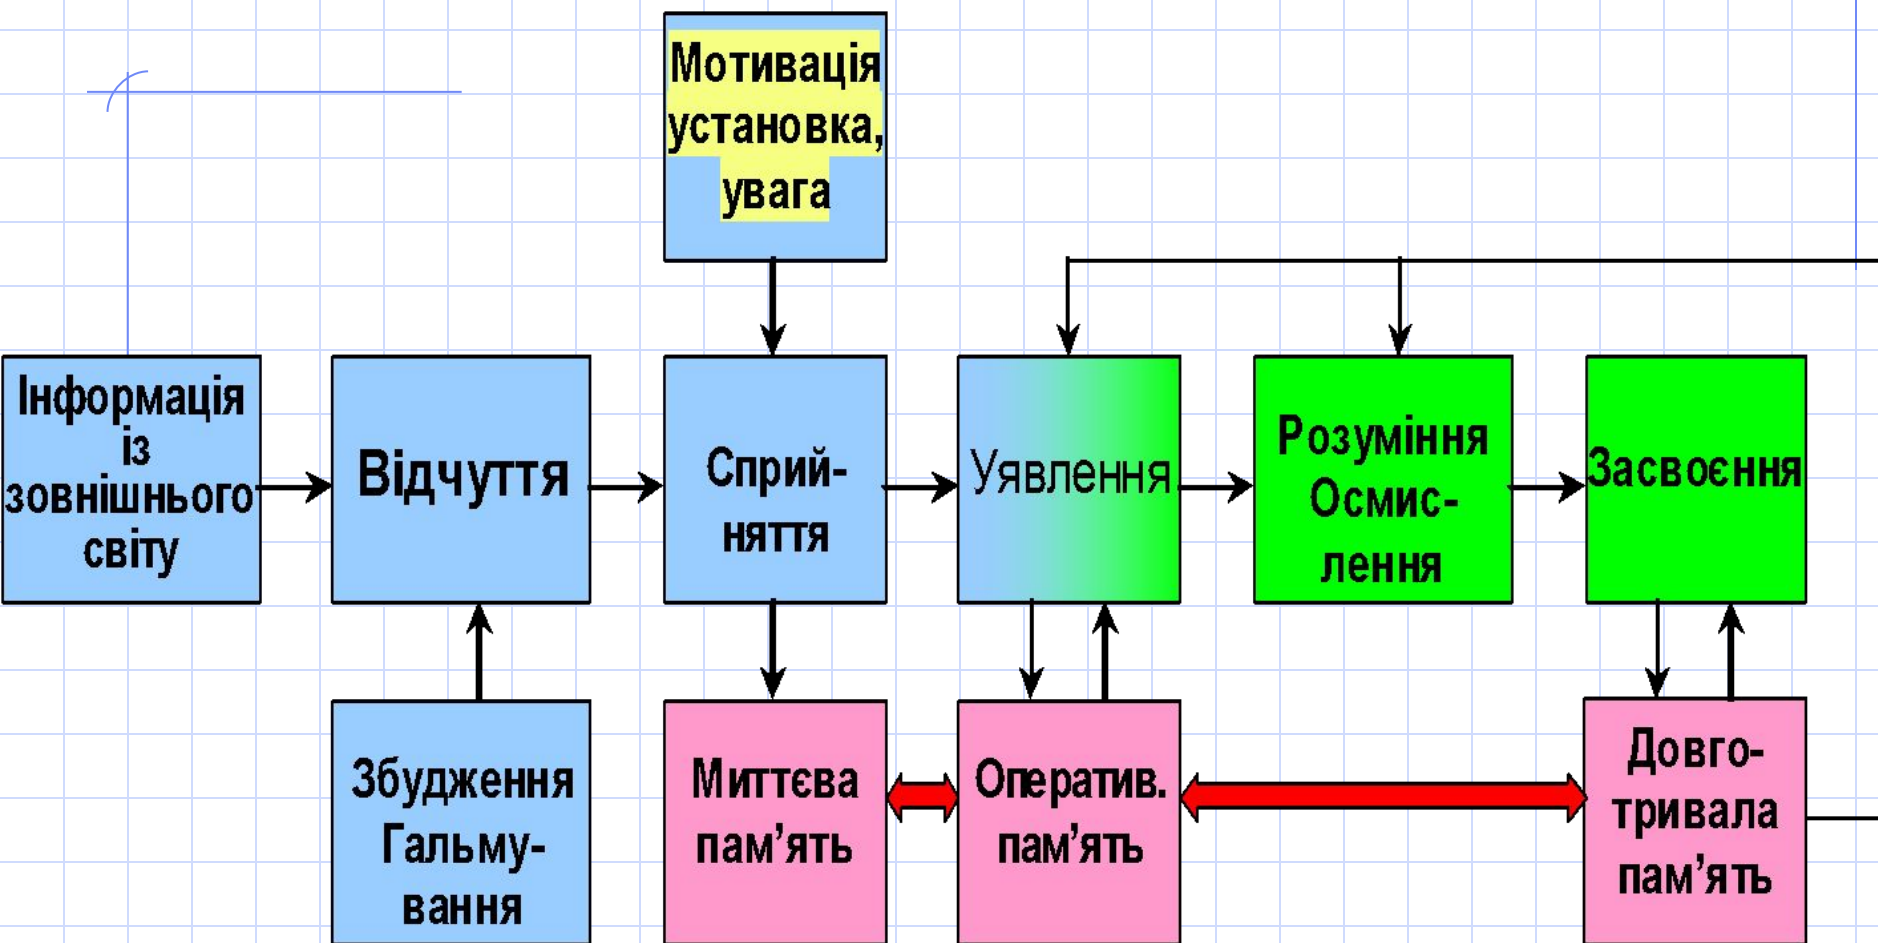 Мотивація
установка,
увага
Інформація
із
зовнішнього
світу
Відчуття
Сприй-
няття
Уявлення
Розуміння
Осмис-
лення
Засвоєння
Збудження
Гальму-
вання
Миттєва
пам’ять
Оператив.
пам’ять
Довго-
тривала
пам’ять